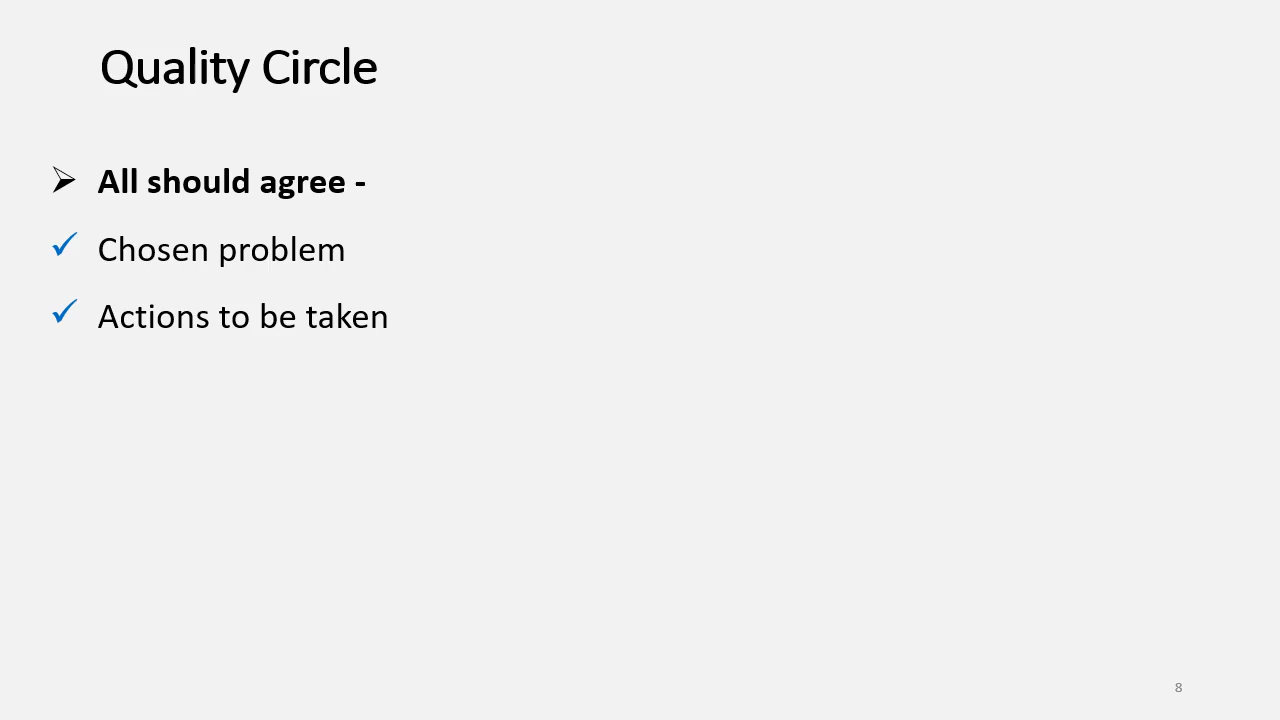 Quality Circle
➢ All should agree -
✓ Chosen problem
✓ Actions to be taken
8